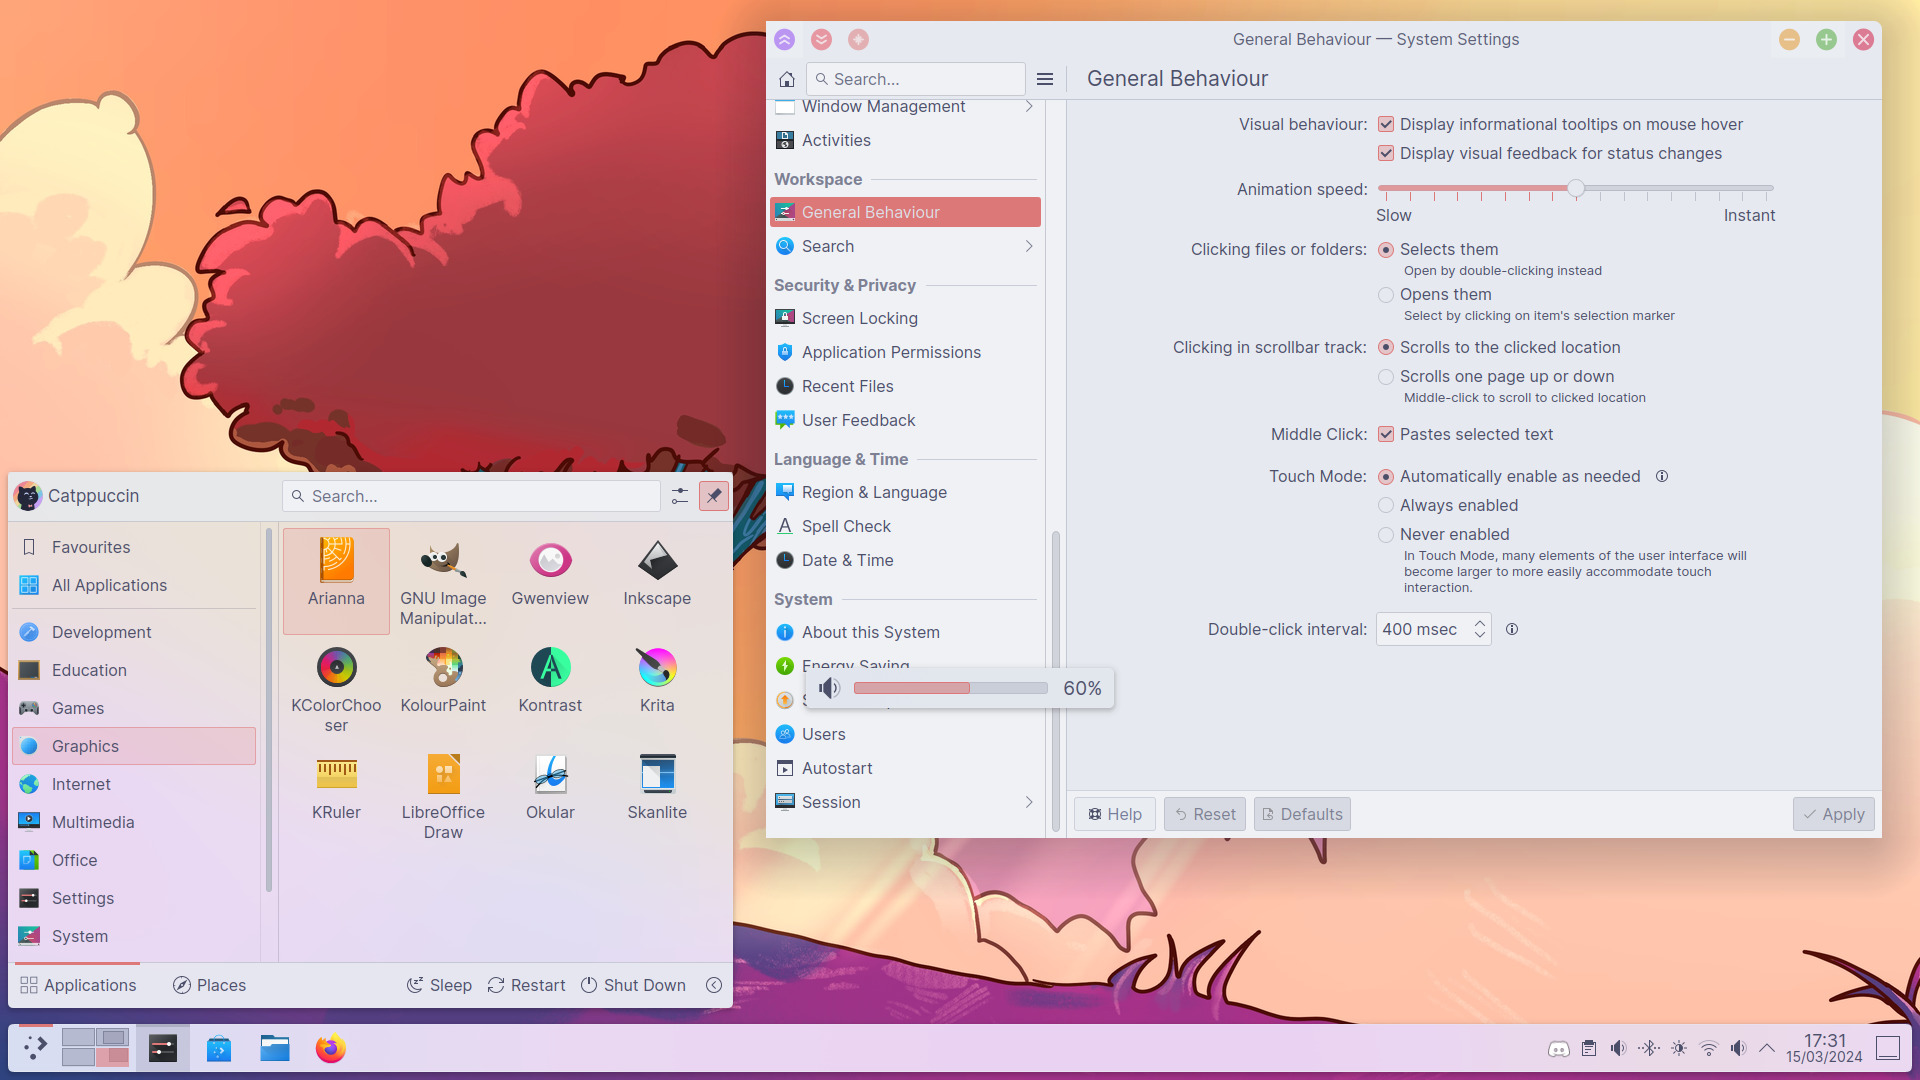 General Behaviour — System Settings
Search...
General Behaviour
Window Management
Activities
Workspace
General Behaviour
Search
Security & Privacy
Screen Locking
Application Permissions
Recent Files
User Feedback
Language & Time
Region & Language
Spell Check
Date & Time
System
About this System
Energy Saving
60%
Users
Autostart
Session
Visual behaviour:
Display informational tooltips on mouse hover
Display visual feedback for status changes
Animation speed:
Slow
Instant
Clicking files or folders:
Selects them
Open by double-clicking instead
Opens them
Select by clicking on item's selection marker
Clicking in scrollbar track:
Scrolls to the clicked location
Scrolls one page up or down
Middle-click to scroll to clicked location
Middle Click:
Pastes selected text
Touch Mode:
Automatically enable as needed
Always enabled
Never enabled
In Touch Mode, many elements of the user interface will
become larger to more easily accommodate touch
interaction.
Double-click interval:
400 msec
Help
Reset
Defaults
Apply
Catppuccin
Search...
Favourites
All Applications
Development
Education
Games
Graphics
Internet
Multimedia
Office
Settings
System
Arianna
GNU Image
Manipulat...
Gwenview
Inkscape
KColorChoo
ser
KolourPaint
Kontrast
Krita
KRuler
LibreOffice
Draw
Okular
Skanlite
Applications
Places
Sleep
Restart
Shut Down
17:31
15/03/2024